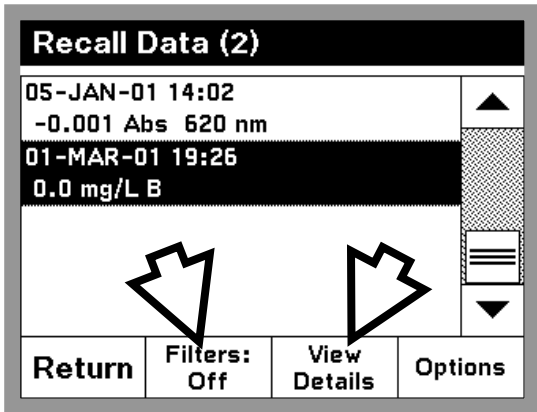 Recall Data (2)
05-JAN-01 14:02
-0.001 Abs 620 nm
01-MAR-01 19:26
0.0 mg/L B
Return
Filters:
Off
View
Details
Options